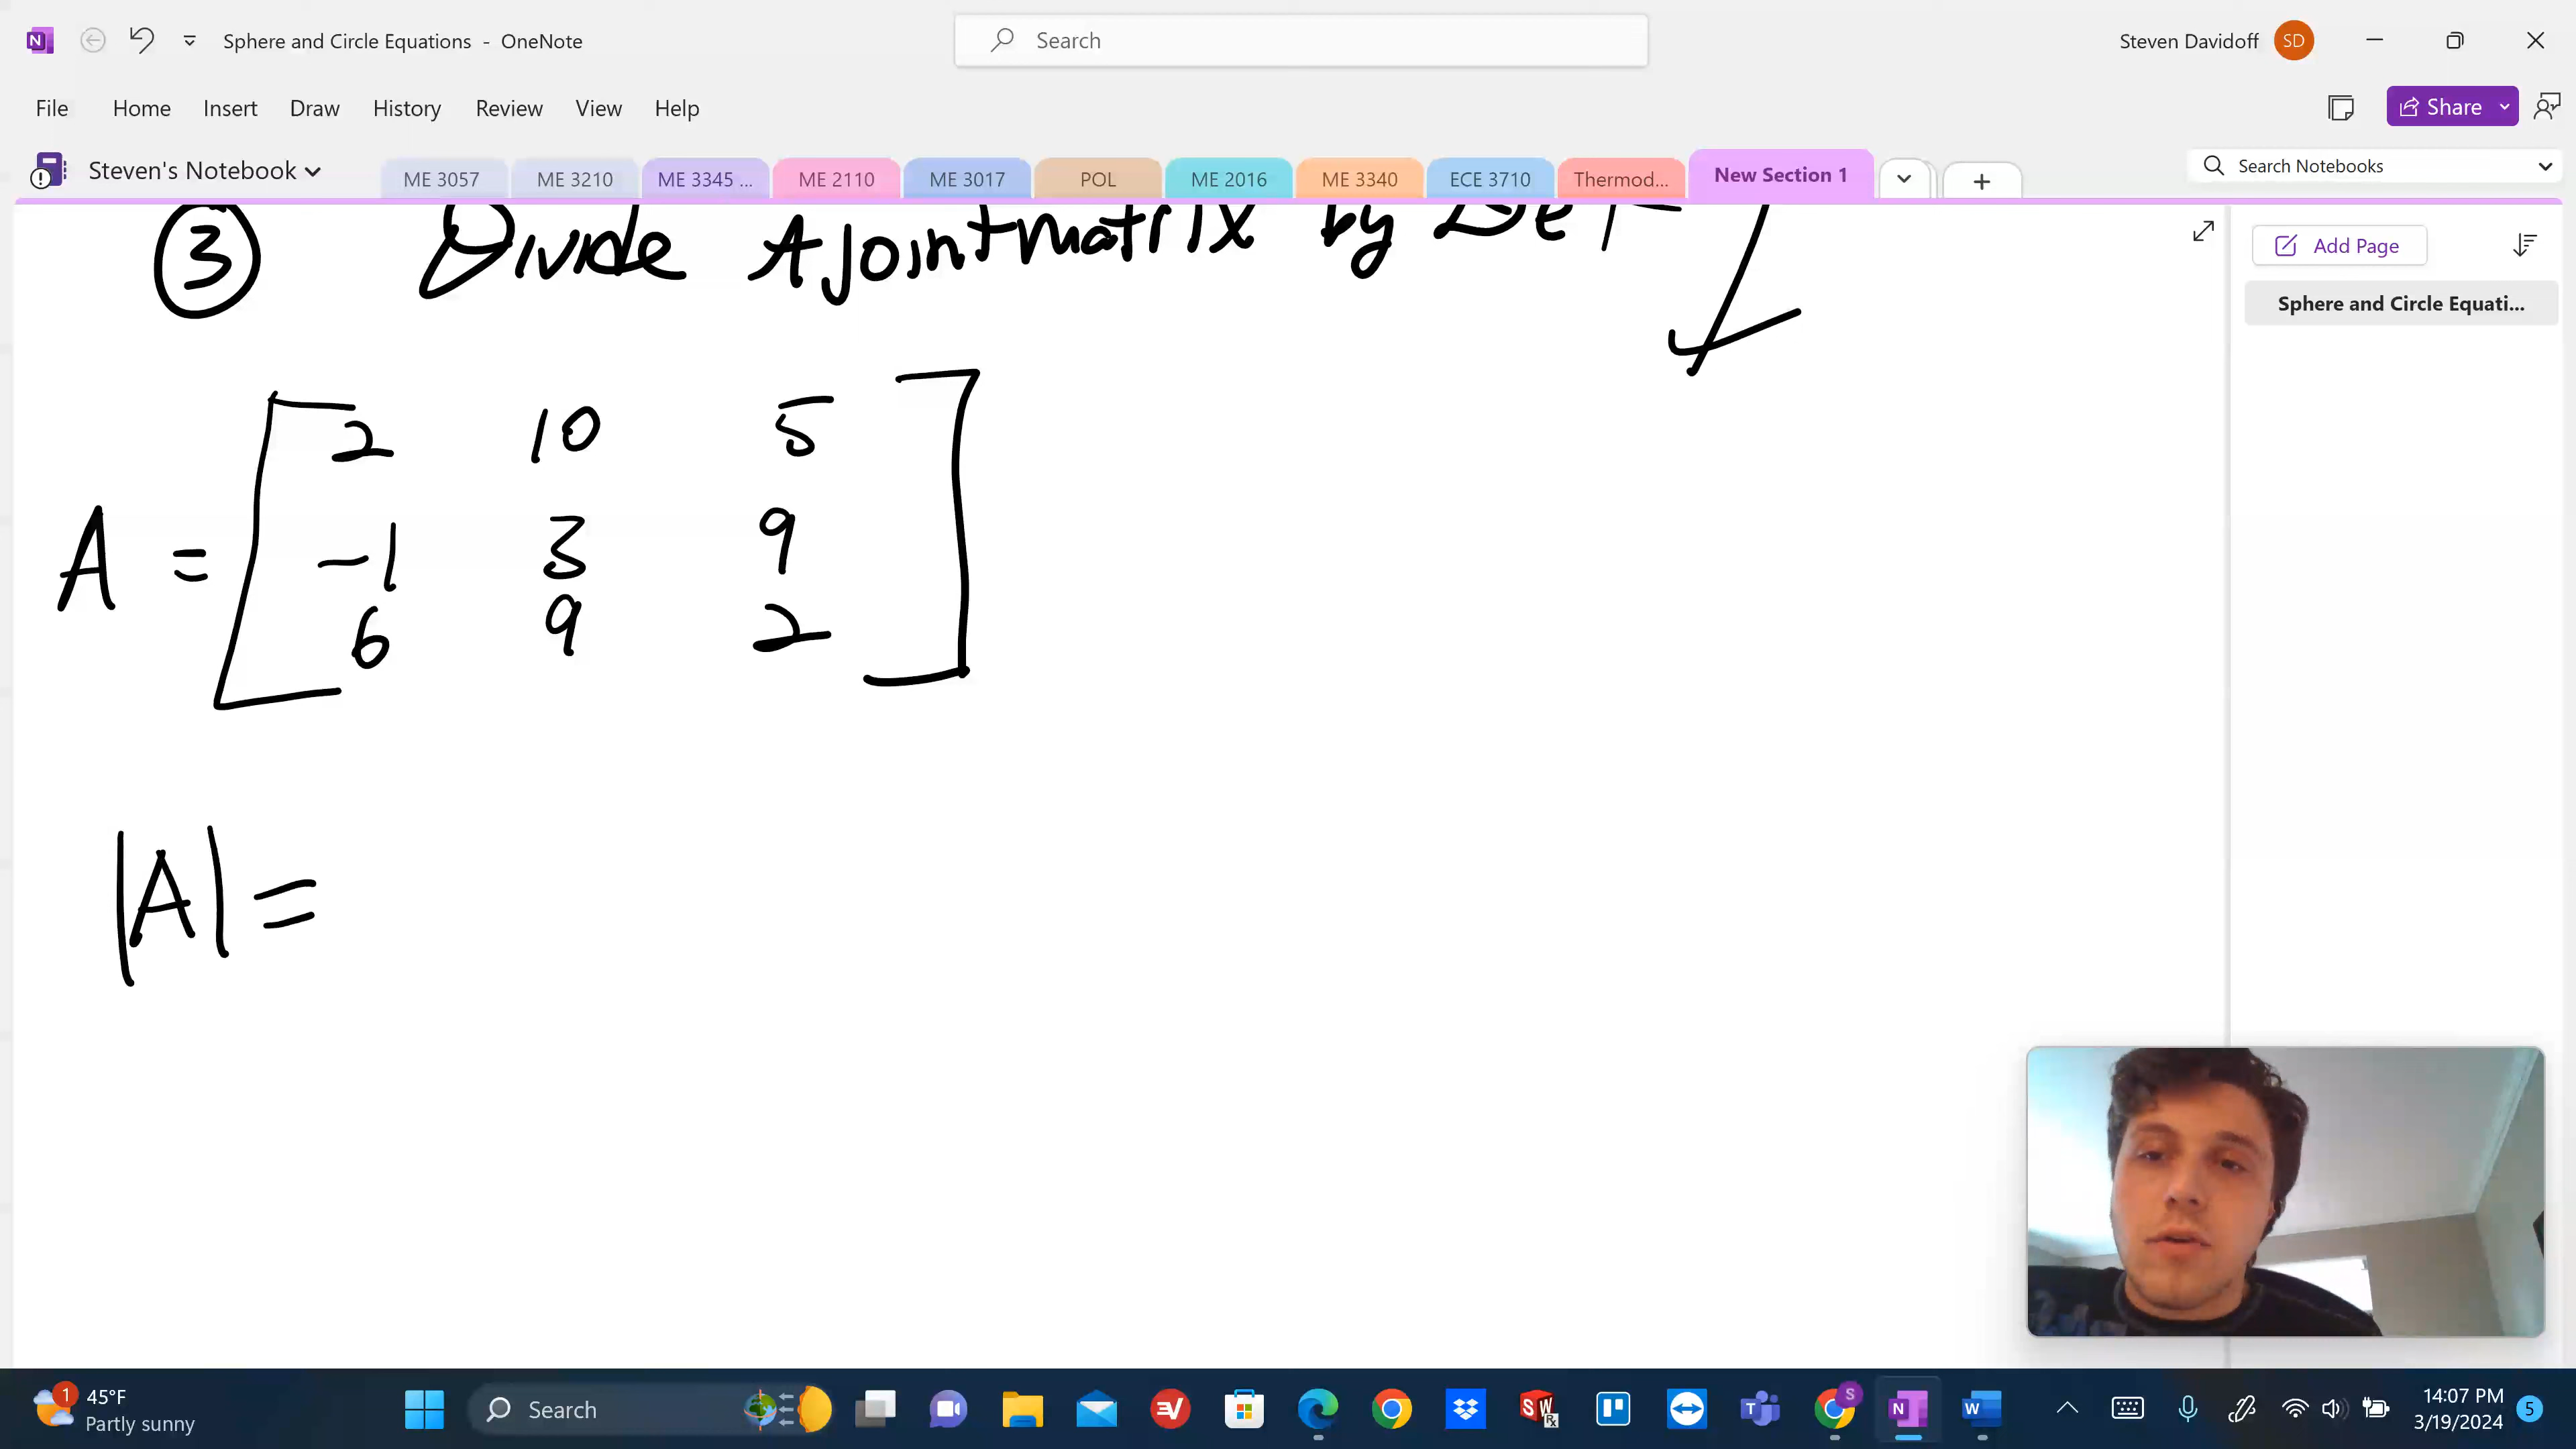 Sphere and Circle Equations - OneNote
Search
Steven Davidoff
SD
File Home Insert Draw History Review View Help
Share
Steven's Notebook
ME 3057
ME 3210
ME 3345 ...
ME 2110
ME 3017
POL
ME 2016
ME 3340
ECE 3710
Thermod...
New Section 1
Search Notebooks
Add Page
Sphere and Circle Equati...
③ Divide Ajointmatrix by DeT
2 10 5
A = -1 3 9
6 9 2
|A| =
1
45°F
Partly sunny
Search
14:07 PM
3/19/2024
5